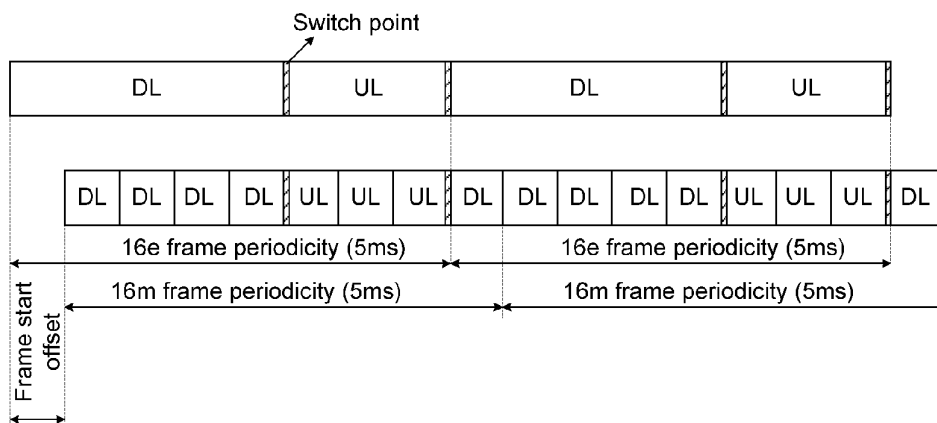 Switch point
DL UL DL UL
DL DL DL DL UL UL UL DL DL DL DL DL UL UL UL DL
16e frame periodicity (5ms) 16e frame periodicity (5ms)
16m frame periodicity (5ms) 16m frame periodicity (5ms)
Frame start
offset